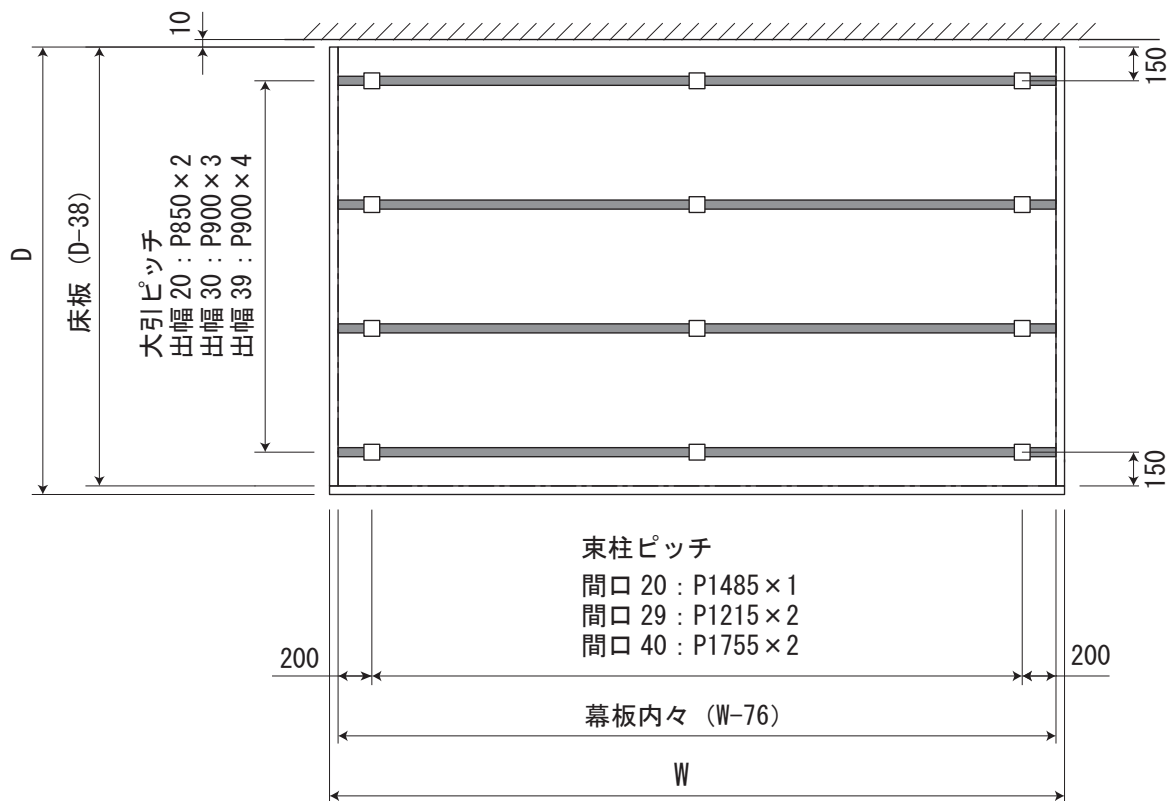 10
150
D
床板 (D-38)
大引ピッチ
出幅 20：P850×2
出幅 30：P900×3
出幅 39：P900×4
150
束柱ピッチ
間口 20：P1485×1
間口 29：P1215×2
間口 40：P1755×2
200
200
幕板内々 (W-76)
W